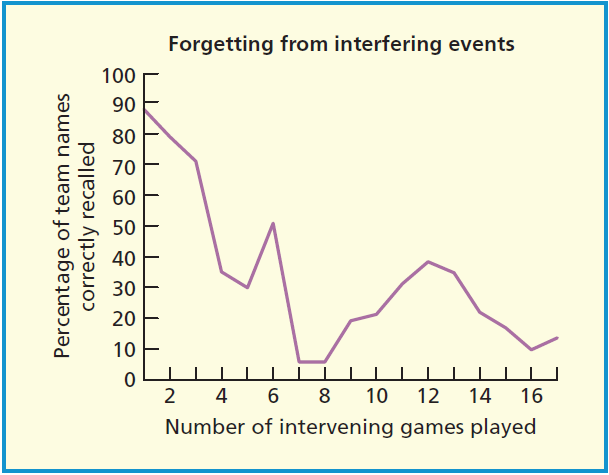 Forgetting from interfering events
Percentage of team names
correctly recalled
100
90
80
70
60
50
40
30
20
10
0
2 4 6 8 10 12 14 16
Number of intervening games played